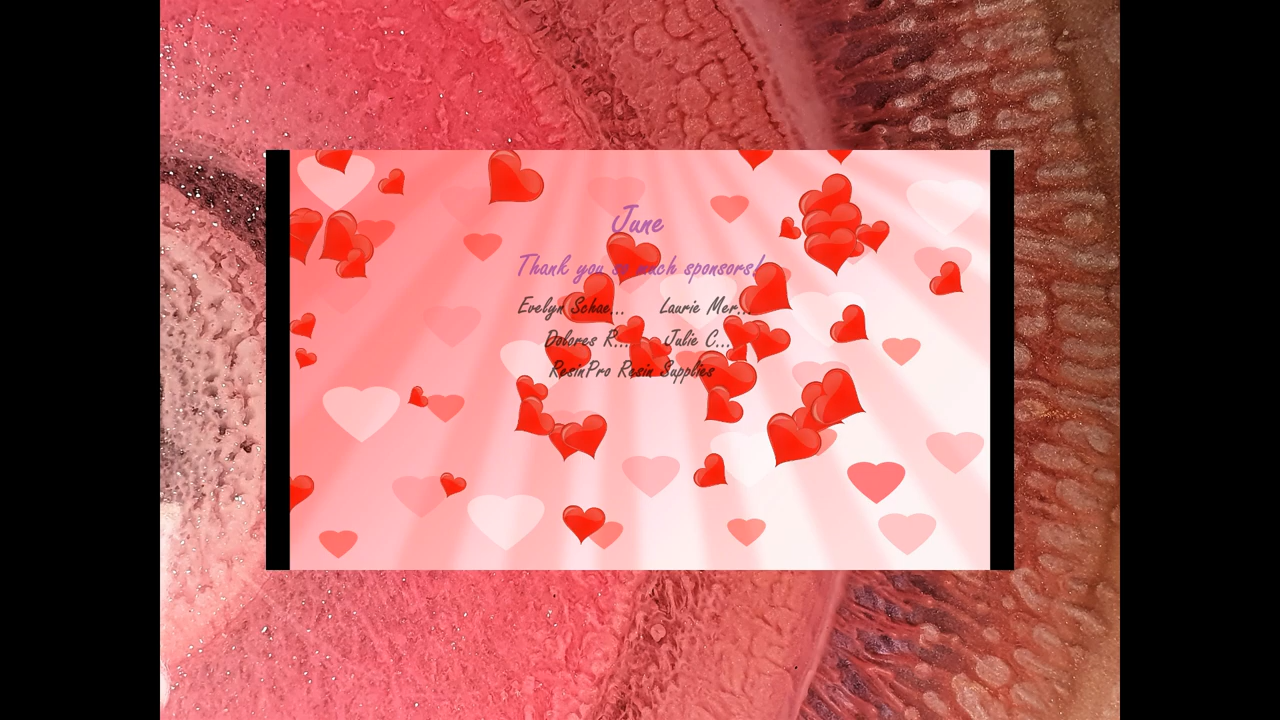 June
Thank you so much sponsors!
Evelyn Schae... Laurie Mer...
Dolores R.... Julie C...
ResinPro Resin Supplies